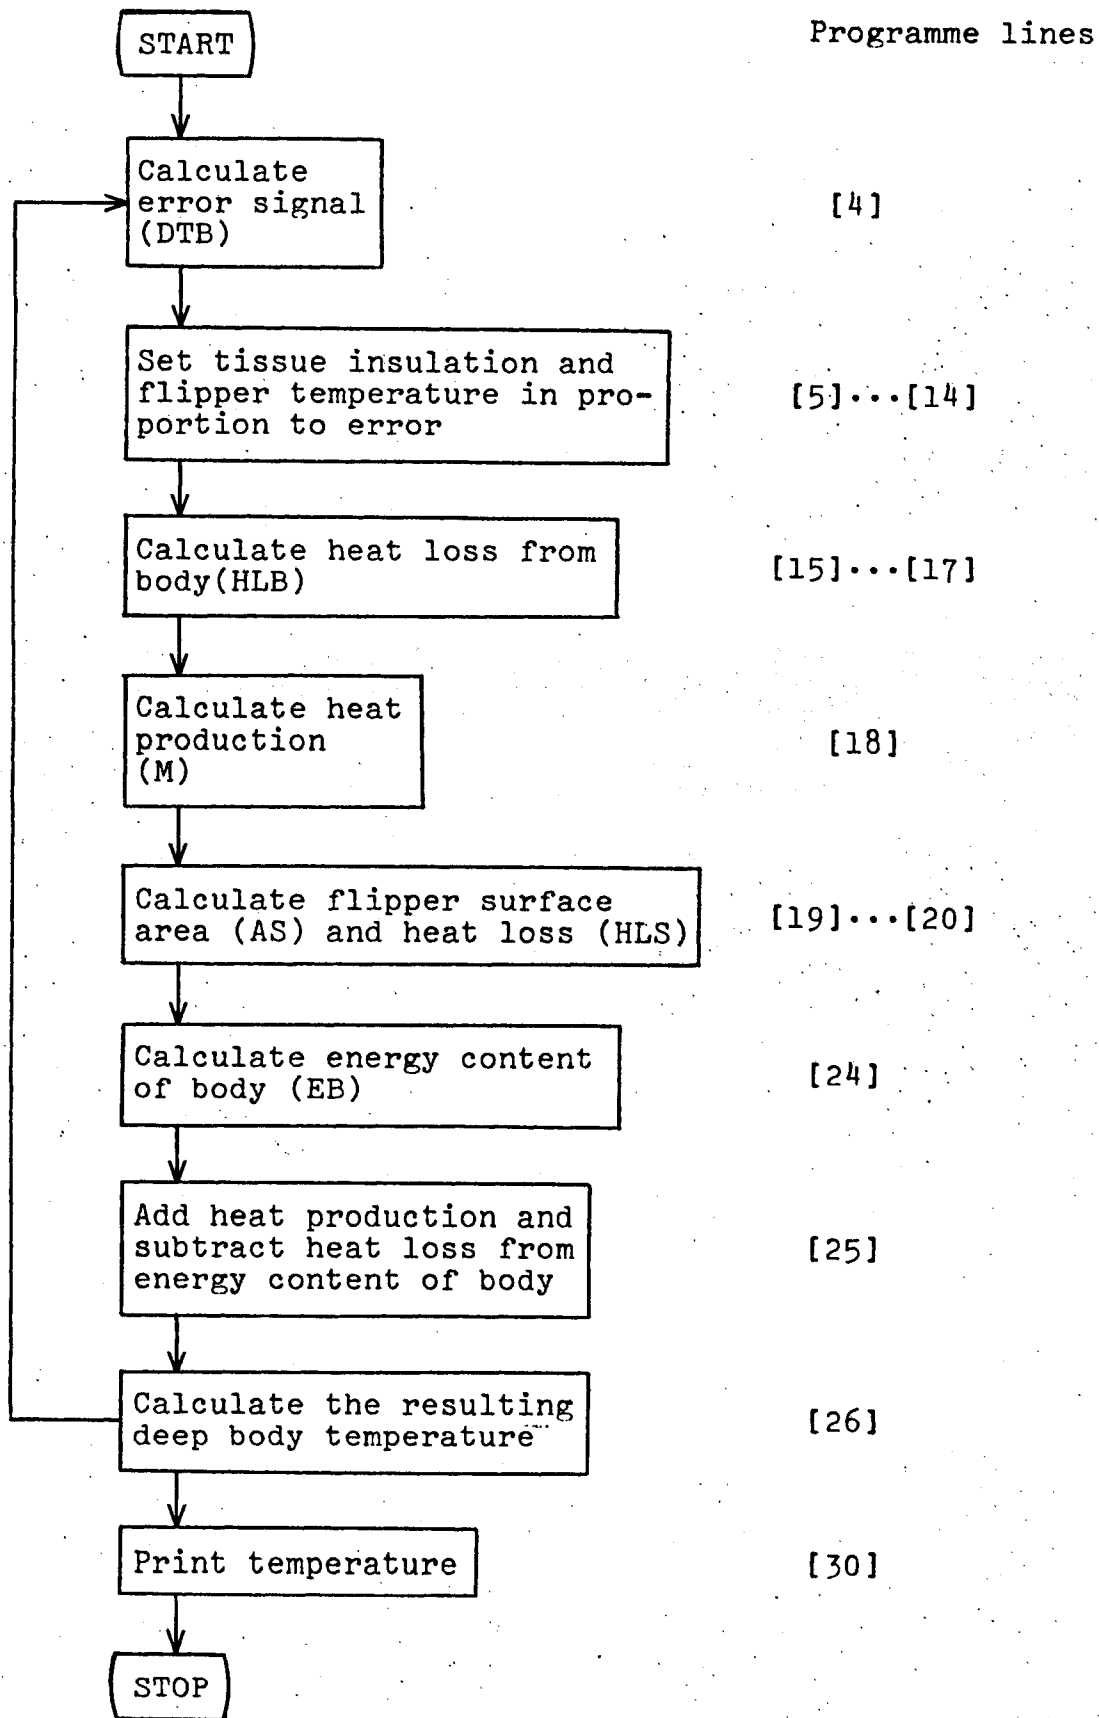 Programme lines
START
Calculate
error signal
(DTB)
[4]
Set tissue insulation and
flipper temperature in pro-
portion to error
[5]...[14]
Calculate heat loss from
body(HLB)
[15]...[17]
Calculate heat
production
(M)
[18]
Calculate flipper surface
area (AS) and heat loss (HLS)
[19]...[20]
Calculate energy content
of body (EB)
[24]
Add heat production and
subtract heat loss from
energy content of body
[25]
Calculate the resulting
deep body temperature
[26]
Print temperature
[30]
STOP